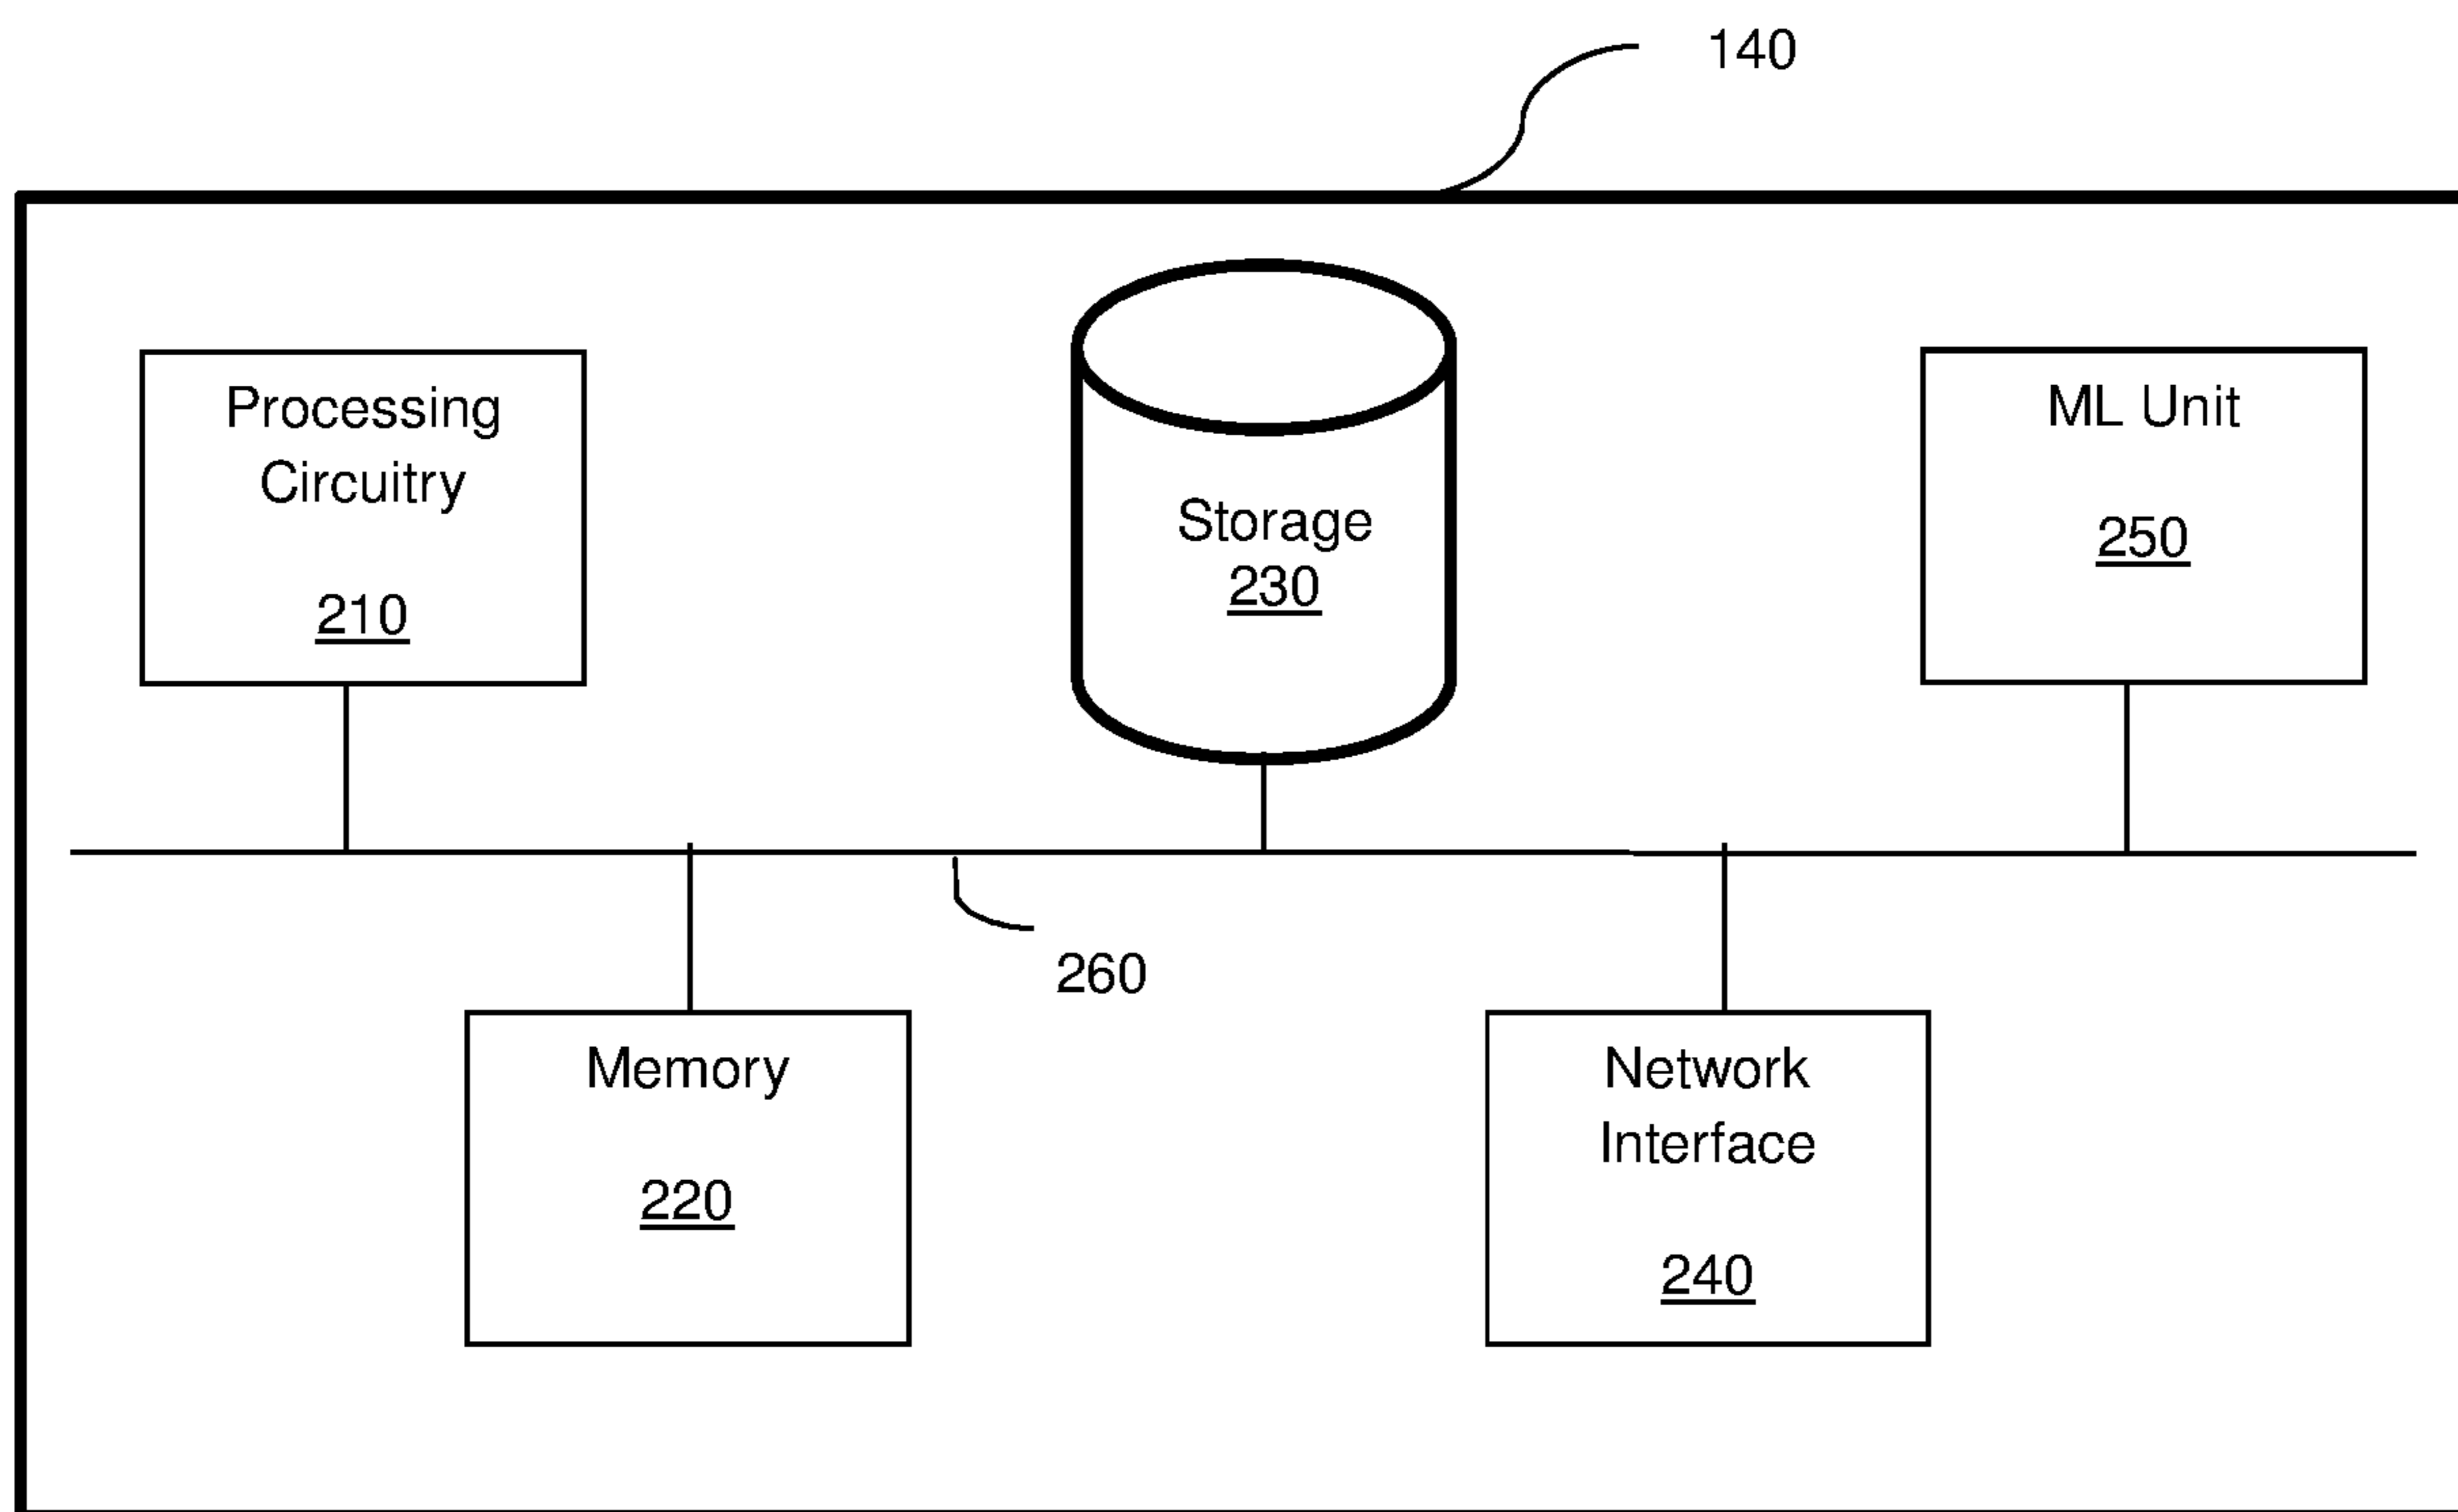 140
Processing
Circuitry
210
Storage
230
ML Unit
250
260
Memory
220
Network
Interface
240